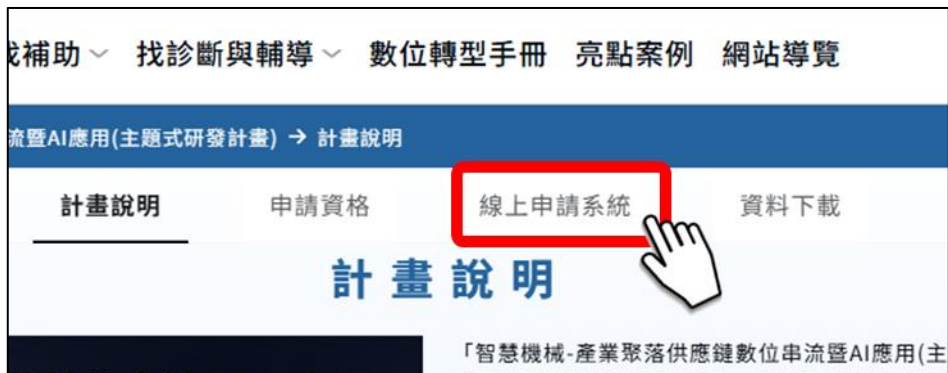 補助 找診斷與輔導 數位轉型手冊 亮點案例 網站導覽
流暨AI應用(主題式研發計畫) → 計畫說明
計畫說明 申請資格 線上申請系統 資料下載
計畫說明
「智慧機械-產業聚落供應鏈數位串流暨AI應用(主